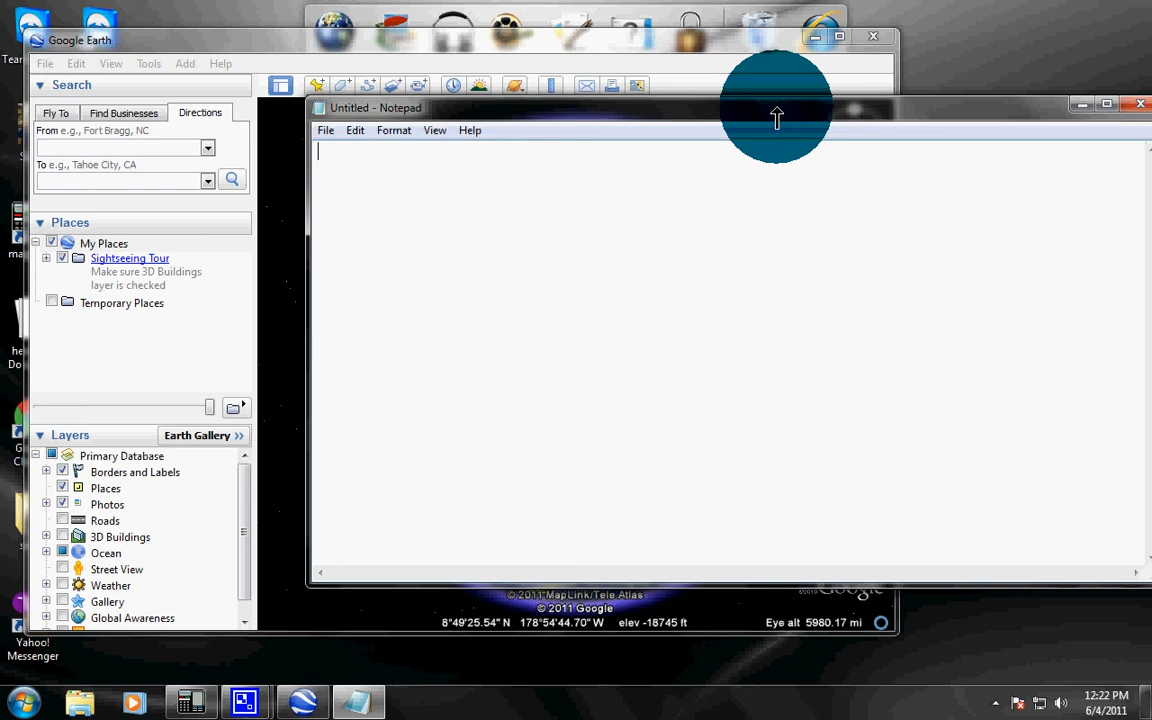 Google Earth
File Edit View Tools Add Help
Search
Fly To Find Businesses Directions
From e.g., Fort Bragg, NC
To e.g., Tahoe City, CA
Places
My Places
Sightseeing Tour
Make sure 3D Buildings
layer is checked
Temporary Places
Layers
Earth Gallery >>
Primary Database
Borders and Labels
Places
Photos
Roads
3D Buildings
Ocean
Street View
Weather
Gallery
Global Awareness
Untitled - Notepad
File Edit Format View Help
© 2011 MapLink/Tele Atlas
© 2011 Google
Google
8°49'25.54" N 178°54'44.70" W elev -18745 ft
Eye alt 5980.17 mi
Yahoo!
Messenger
12:22 PM
6/4/2011